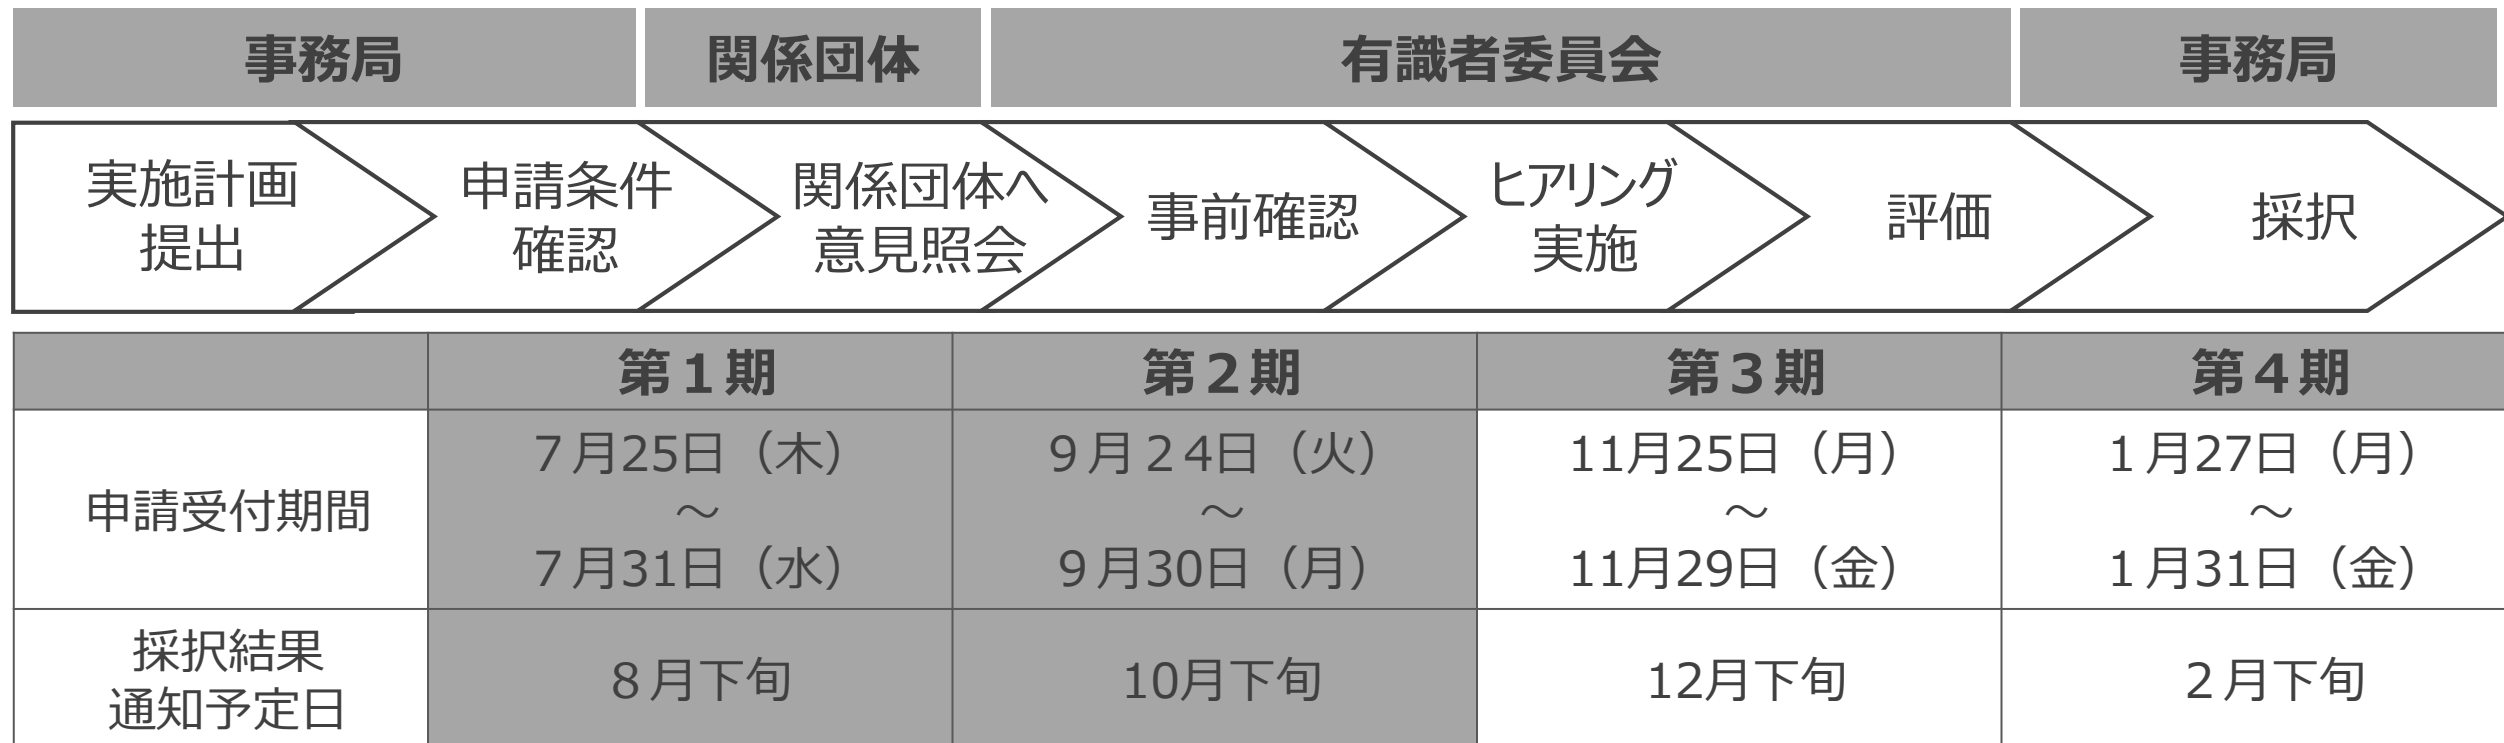 事務局
関係団体
有識者委員会
事務局
実施計画
提出
申請条件
確認
関係団体へ
意見照会
事前確認
ヒアリング
実施
評価
採択
第１期
第２期
第３期
第４期
申請受付期間
７月25日（木）
～
７月31日（水）
９月２4日（火）
～
９月30日（月）
11月25日（月）
～
11月29日（金）
１月27日（月）
～
１月31日（金）
採択結果
通知予定日
８月下旬
10月下旬
12月下旬
２月下旬